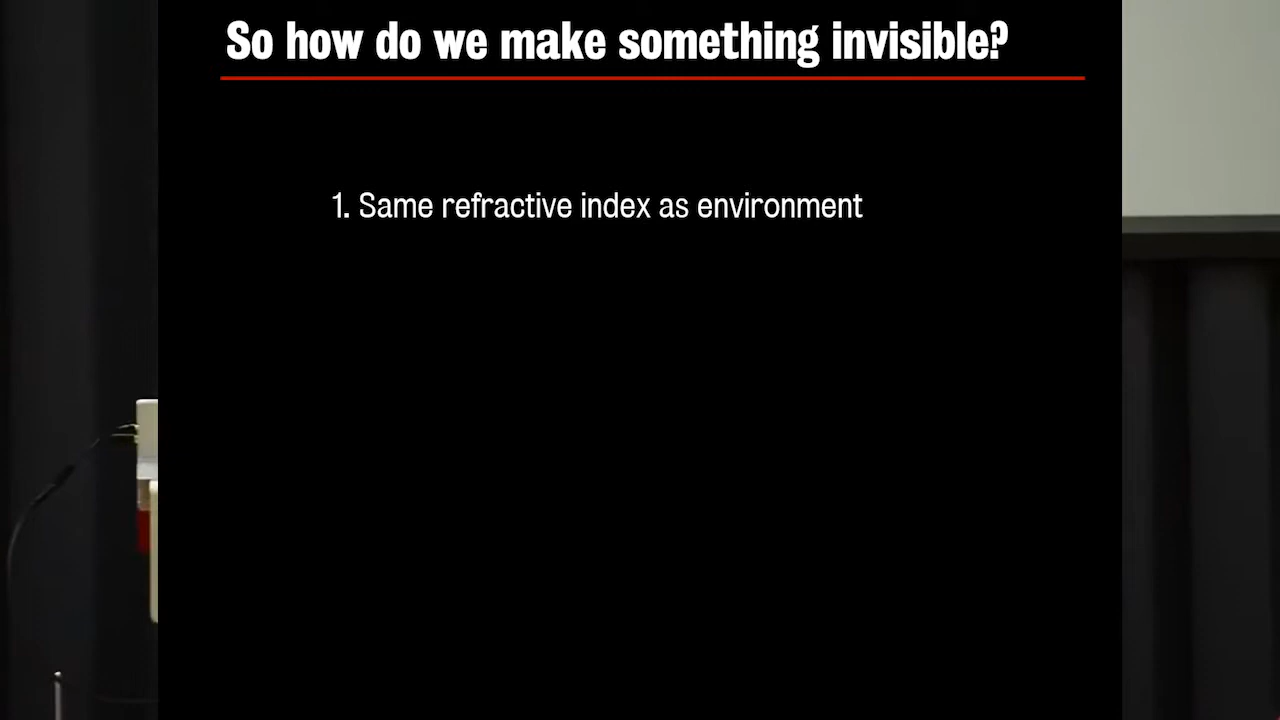 So how do we make something invisible?
1. Same refractive index as environment